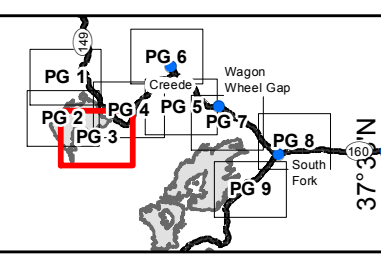 149
PG 6
Wagon
Wheel Gap
PG 1
Creede
PG 2
PG 4
PG 5
PG 3
PG 7
PG 8
160
South
Fork
PG 9
37°3
'N